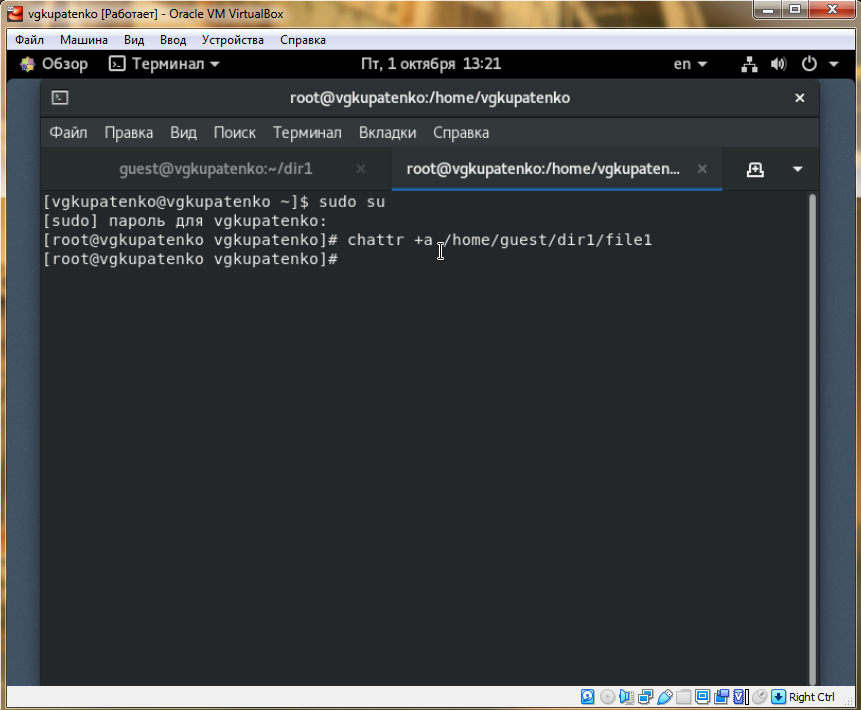 vgkupatenko [Работает] - Oracle VM VirtualBox
Файл Машина Вид Ввод Устройства Справка
Обзор Терминал Пт, 1 октября 13:21 en
root@vgkupatenko:/home/vgkupatenko
Файл Правка Вид Поиск Терминал Вкладки Справка
guest@vgkupatenko:~/dir1 root@vgkupatenko:/home/vgkupaten...
[vgkupatenko@vgkupatenko ~]$ sudo su
[sudo] пароль для vgkupatenko:
[root@vgkupatenko vgkupatenko]# chattr +a /home/guest/dir1/file1
[root@vgkupatenko vgkupatenko]#
Right Ctrl